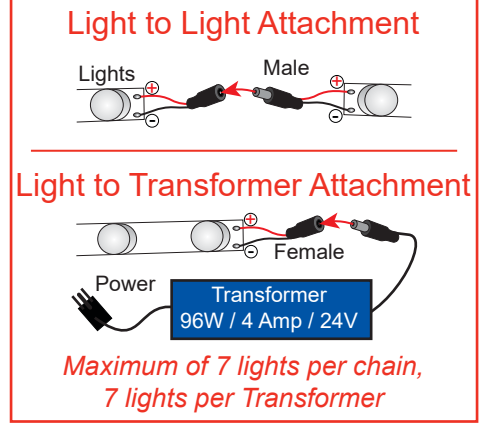 Light to Light Attachment
Lights
Male
+
+
-
-
Light to Transformer Attachment
+
-
Female
Power
Transformer
96W / 4 Amp / 24V
Maximum of 7 lights per chain,
7 lights per Transformer